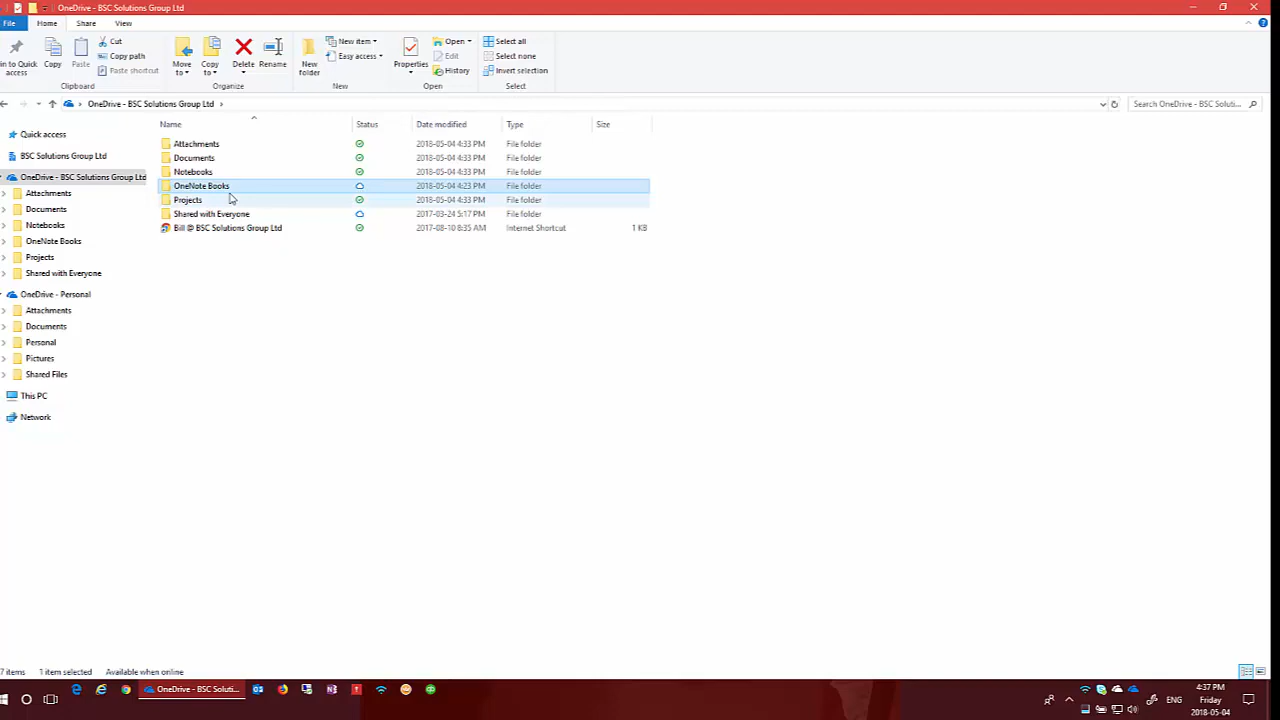 OneDrive - BSC Solutions Group Ltd
File Home Share View
in to Quick access
Copy
Paste
Cut
Copy path
Paste shortcut
Clipboard
Move to
Copy to
Delete
Rename
Organize
New folder
New item
Easy access
New
Properties
Open
Edit
History
Open
Select all
Select none
Invert selection
Select
OneDrive - BSC Solutions Group Ltd
Search OneDrive - BSC Soluti...
Name Status Date modified Type Size
Attachments 2018-05-04 4:33 PM File folder
Documents 2018-05-04 4:33 PM File folder
Notebooks 2018-05-04 4:33 PM File folder
OneNote Books 2018-05-04 4:23 PM File folder
Projects 2018-05-04 4:33 PM File folder
Shared with Everyone 2017-03-24 5:17 PM File folder
Bill @ BSC Solutions Group Ltd 2017-08-10 8:35 AM Internet Shortcut 1 KB
Quick access
BSC Solutions Group Ltd
OneDrive - BSC Solutions Group Ltd
Attachments
Documents
Notebooks
OneNote Books
Projects
Shared with Everyone
OneDrive - Personal
Attachments
Documents
Personal
Pictures
Shared Files
This PC
Network
7 items 1 item selected Available when online
OneDrive - BSC Soluti...
ENG
4:37 PM
Friday
2018-05-04